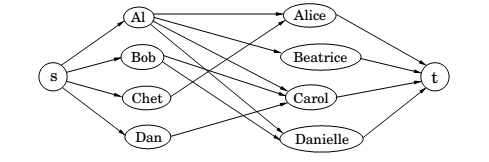 Al Alice
Bob Beatrice
s t
Chet Carol
Dan Danielle